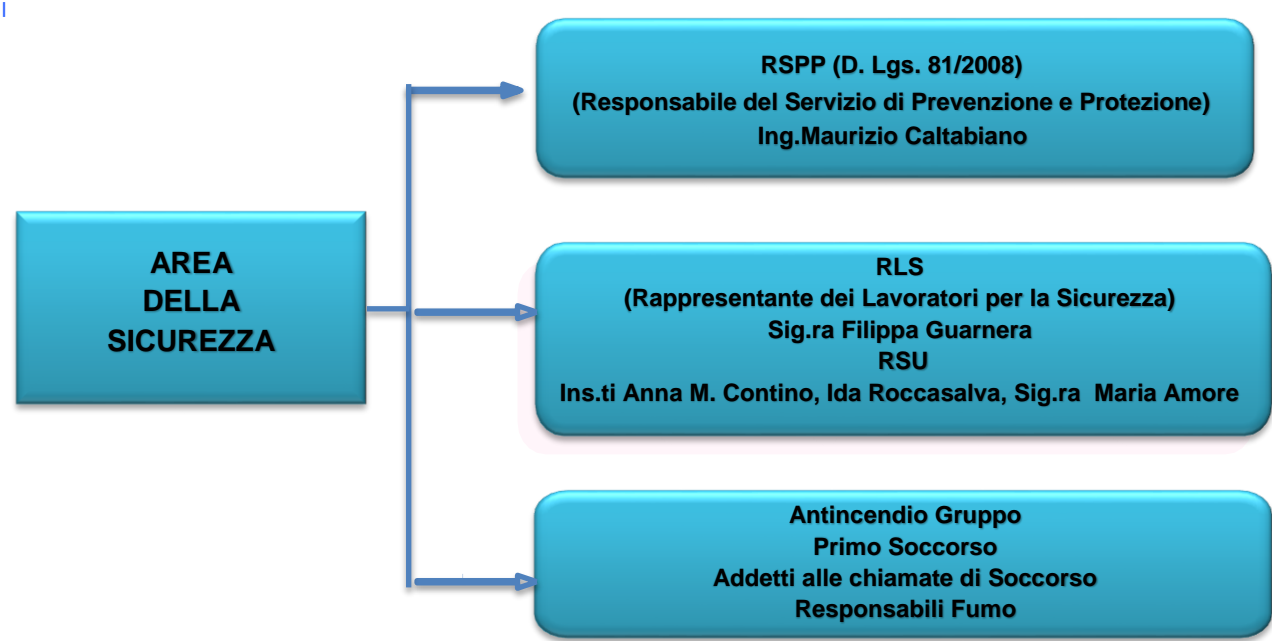 AREA
DELLA
SICUREZZA
RSPP (D. Lgs. 81/2008)
(Responsabile del Servizio di Prevenzione e Protezione)
Ing.Maurizio Caltabiano
RLS
(Rappresentante dei Lavoratori per la Sicurezza)
Sig.ra Filippa Guarnera
RSU
Ins.ti Anna M. Contino, Ida Roccasalva, Sig.ra  Maria Amore
Antincendio Gruppo
Primo Soccorso
Addetti alle chiamate di Soccorso
Responsabili Fumo